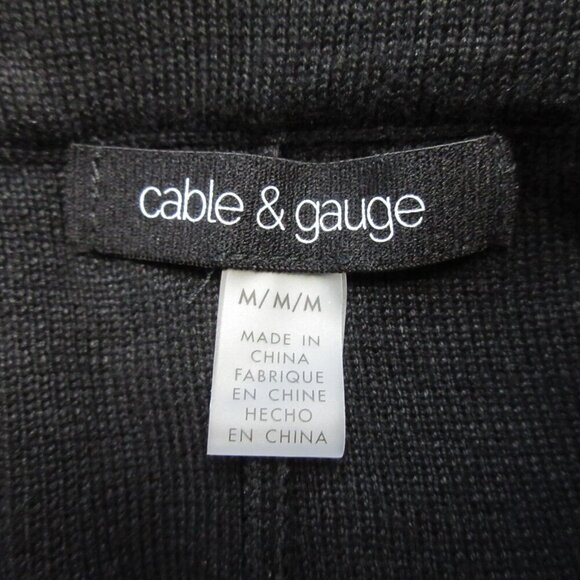 cable & gauge
M/M/M
MADE IN
CHINA
FABRIQUE
EN CHINE
HECHO
EN CHINA